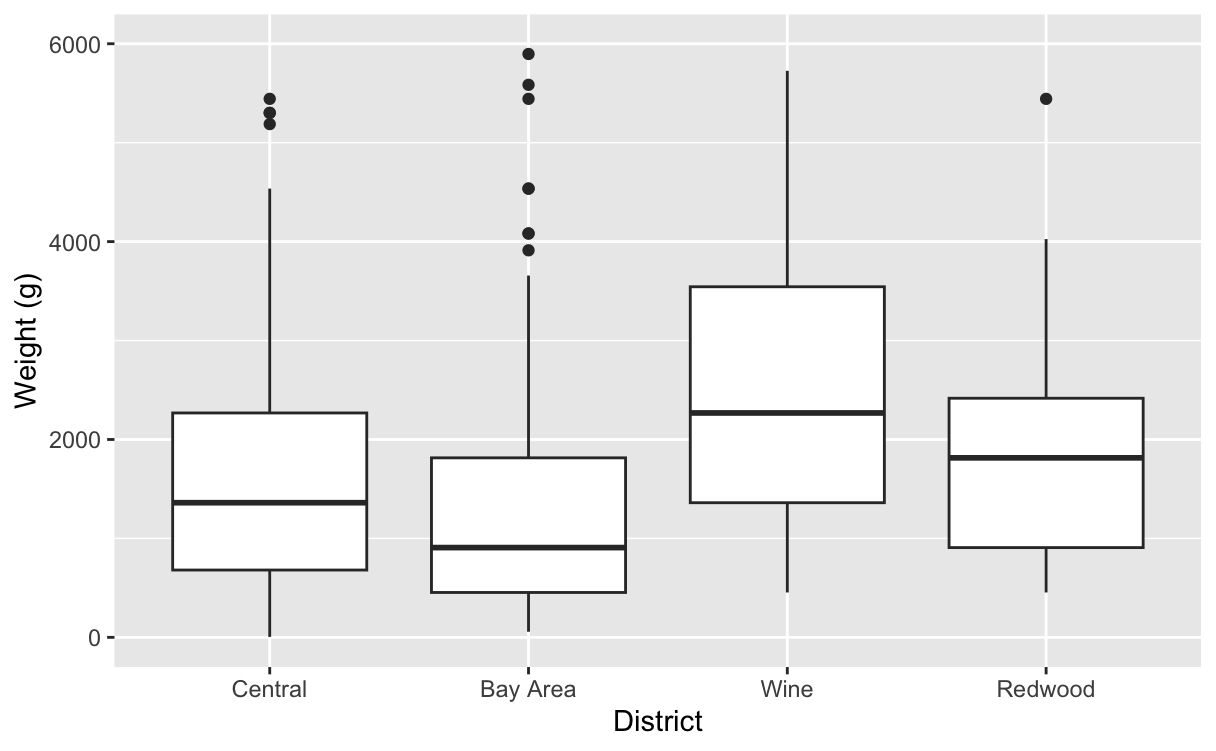 6000
4000
2000
0
Weight (g)
Central
Bay Area
Wine
Redwood
District